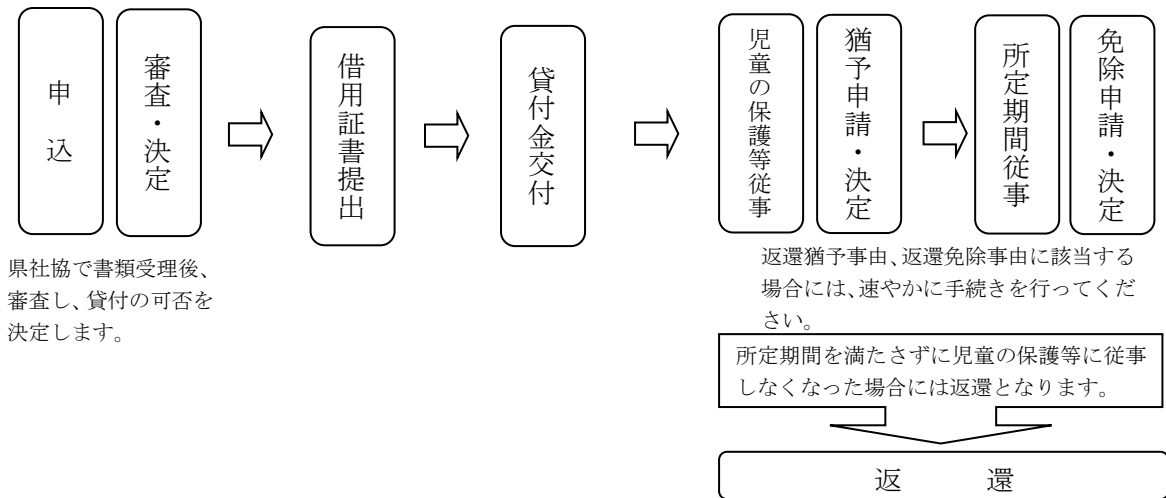 申込
審査・決定
借用証書提出
貸付金交付
児童の保護等従事
猶予申請・決定
所定期間従事
免除申請・決定
県社協で書類受理後、
審査し、貸付の可否を
決定します。
返還猶予事由、返還免除事由に該当する
場合には、速やかに手続きを行ってくだ
さい。
所定期間を満たさずに児童の保護等に従事
しなくなった場合には返還となります。
返還